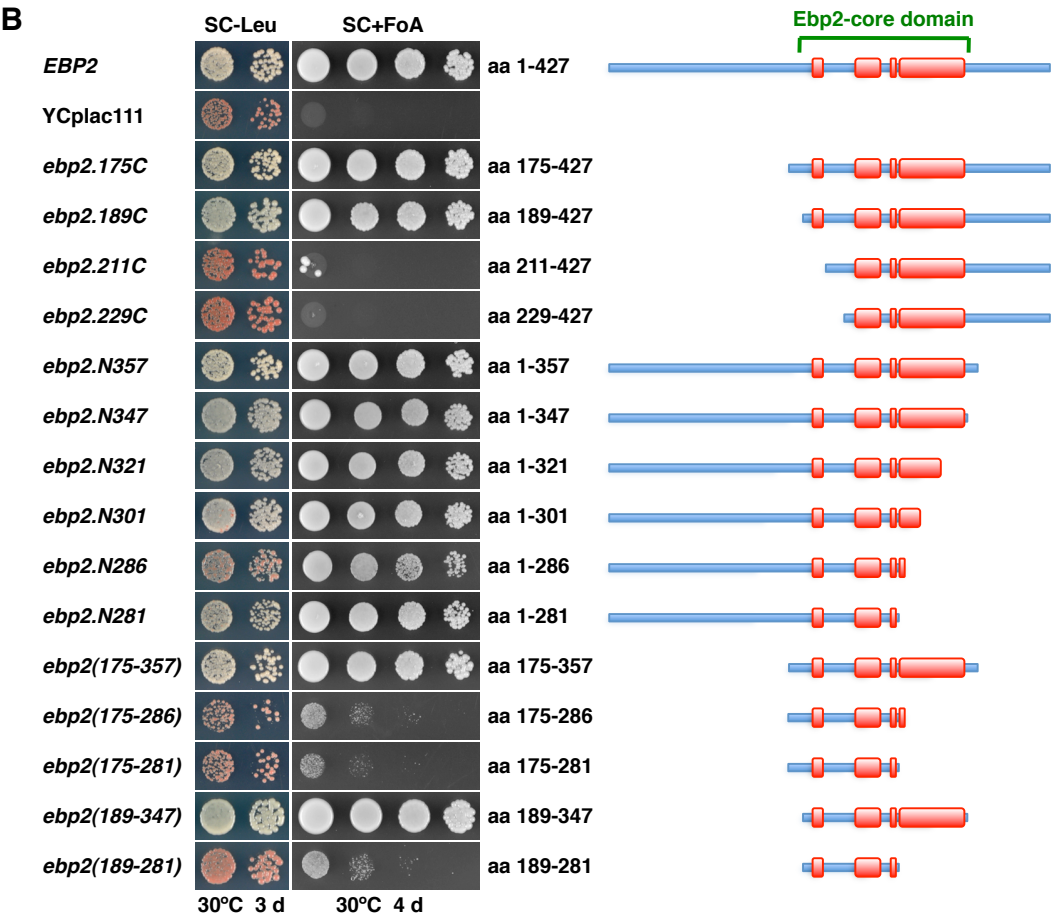 B
SC-Leu SC+FoA Ebp2-core domain
EBP2 aa 1-427
YCplac111
ebp2.175C aa 175-427
ebp2.189C aa 189-427
ebp2.211C aa 211-427
ebp2.229C aa 229-427
ebp2.N357 aa 1-357
ebp2.N347 aa 1-347
ebp2.N321 aa 1-321
ebp2.N301 aa 1-301
ebp2.N286 aa 1-286
ebp2.N281 aa 1-281
ebp2(175-357) aa 175-357
ebp2(175-286) aa 175-286
ebp2(175-281) aa 175-281
ebp2(189-347) aa 189-347
ebp2(189-281) aa 189-281
30ºC 3 d 30ºC 4 d